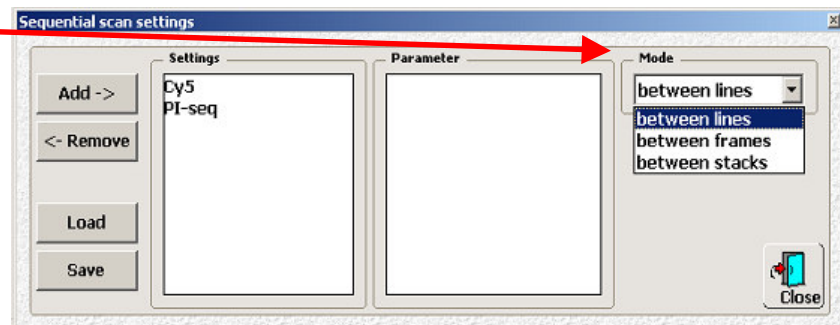 Sequential scan settings
Add ->
<- Remove
Load
Save
Settings
Cy5
PI-seq
Parameter
Mode
between lines
between lines
between frames
between stacks
Close